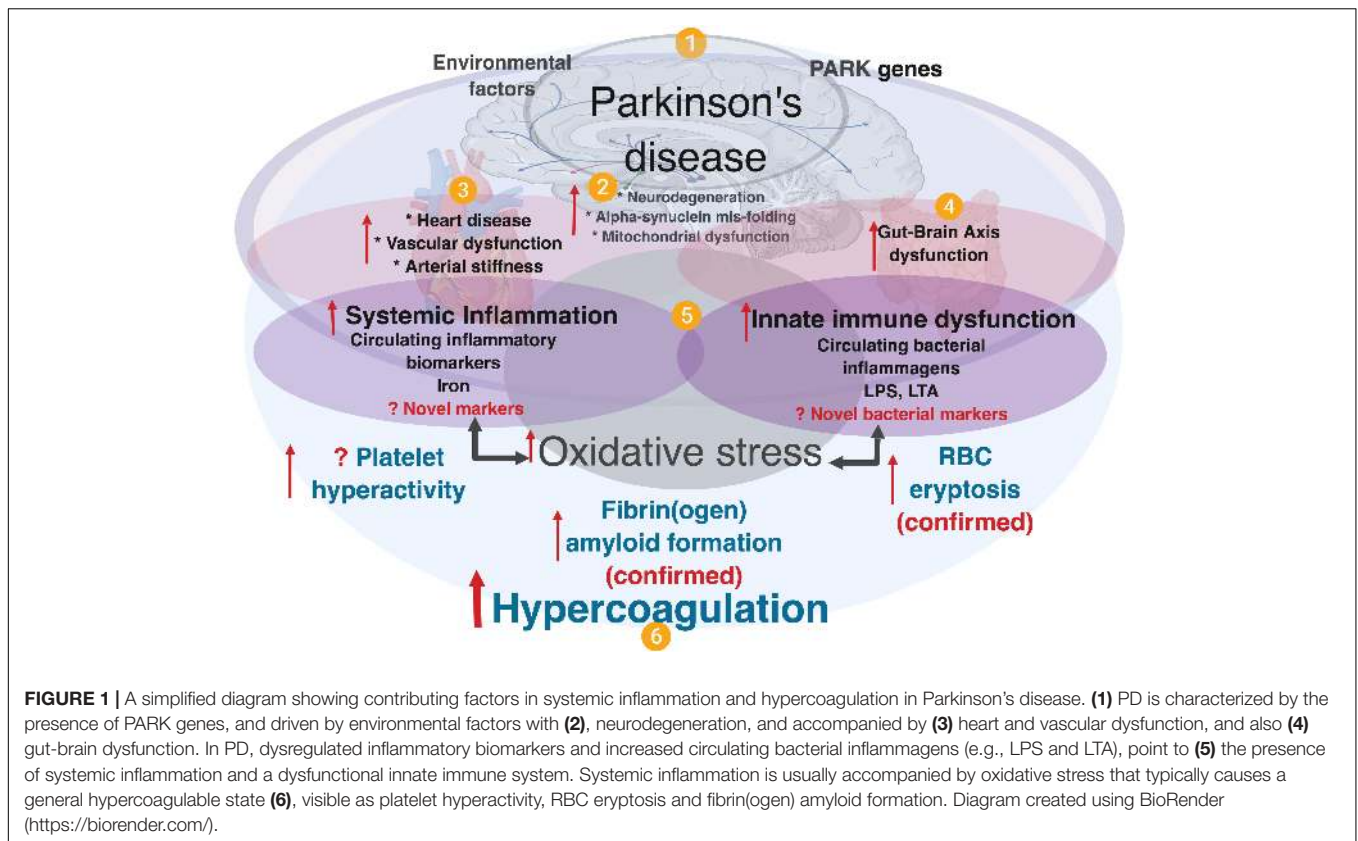 1
Environmental
factors
PARK genes
Parkinson's
disease
3
2
4
* Heart disease
* Vascular dysfunction
* Arterial stiffness
* Neurodegeneration
* Alpha-synuclein mis-folding
* Mitochondrial dysfunction
Gut-Brain Axis
dysfunction
5
Systemic Inflammation
Circulating inflammatory
biomarkers
Iron
? Novel markers
Innate immune dysfunction
Circulating bacterial
inflammagens
LPS, LTA
? Novel bacterial markers
? Platelet
hyperactivity
Oxidative stress
RBC
eryptosis
(confirmed)
Fibrin(ogen)
amyloid formation
(confirmed)
Hypercoagulation
6
FIGURE 1 | A simplified diagram showing contributing factors in systemic inflammation and hypercoagulation in Parkinson's disease. (1) PD is characterized by the
presence of PARK genes, and driven by environmental factors with (2), neurodegeneration, and accompanied by (3) heart and vascular dysfunction, and also (4)
gut-brain dysfunction. In PD, dysregulated inflammatory biomarkers and increased circulating bacterial inflammagens (e.g., LPS and LTA), point to (5) the presence
of systemic inflammation and a dysfunctional innate immune system. Systemic inflammation is usually accompanied by oxidative stress that typically causes a
general hypercoagulable state (6), visible as platelet hyperactivity, RBC eryptosis and fibrin(ogen) amyloid formation. Diagram created using BioRender
(https://biorender.com/).